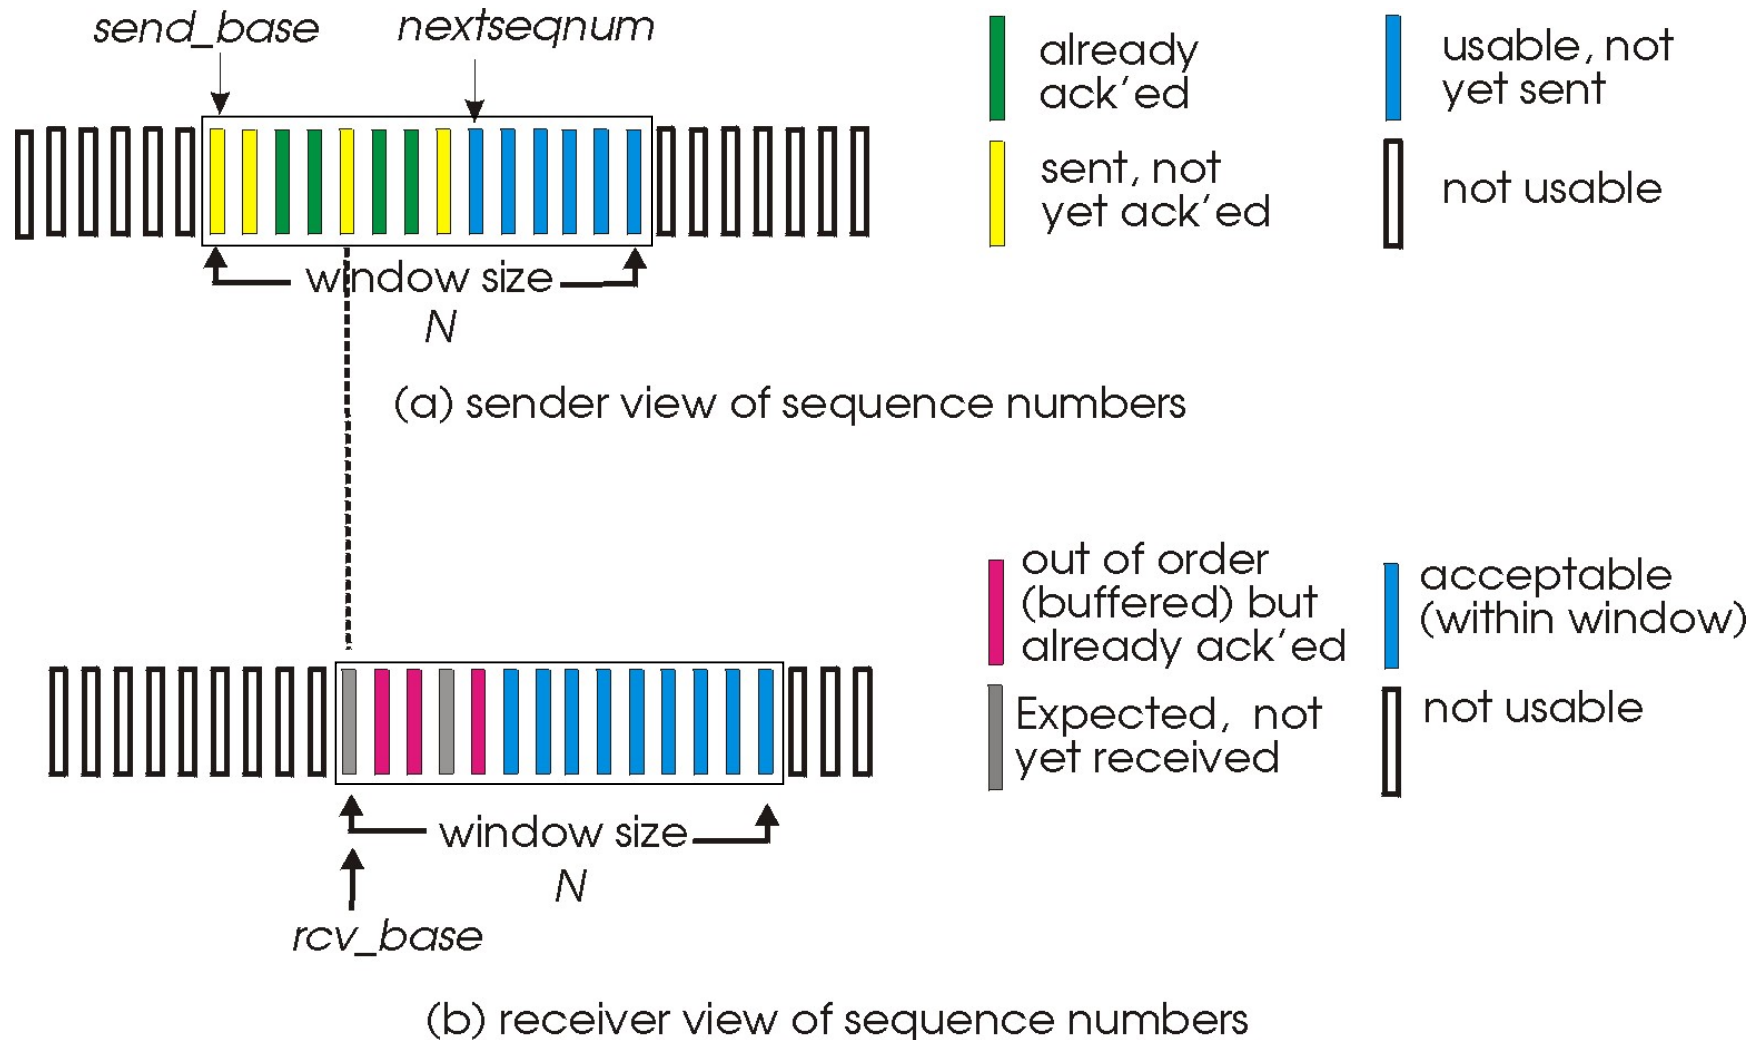 send_base
nextseqnum
already
ack'ed
usable, not
yet sent
sent, not
yet ack'ed
not usable
window size
N
(a) sender view of sequence numbers
out of order
(buffered) but
already ack'ed
acceptable
(within window)
Expected, not
yet received
not usable
window size
N
rcv_base
(b) receiver view of sequence numbers